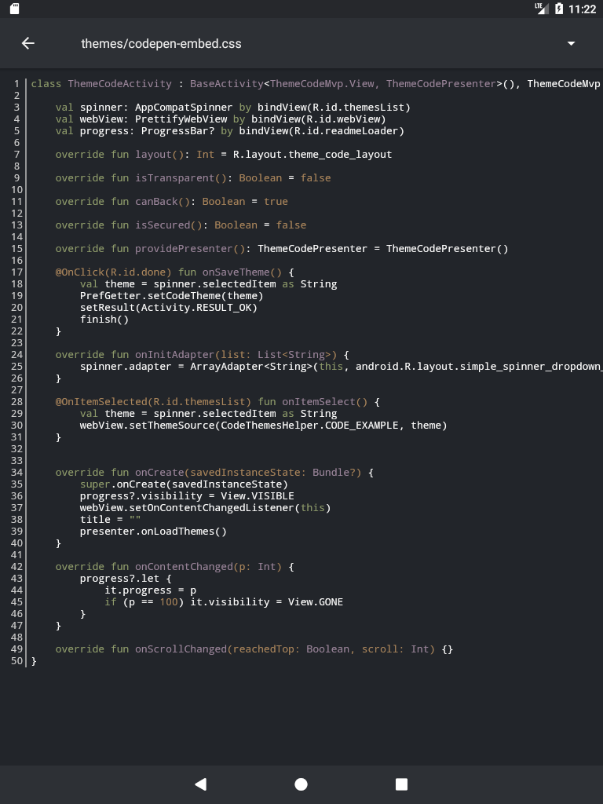 LTE 11:22
themes/codepen-embed.css
1 class ThemeCodeActivity : BaseActivity<ThemeCodeMvp.View, ThemeCodePresenter>(), ThemeCodeMvp
2
3 val spinner: AppCompatSpinner by bindView(R.id.themesList)
4 val webView: PrettifyWebView by bindView(R.id.webView)
5 val progress: ProgressBar? by bindView(R.id.readmeLoader)
6
7 override fun layout(): Int = R.layout.theme_code_layout
8
9 override fun isTransparent(): Boolean = false
10
11 override fun canBack(): Boolean = true
12
13 override fun isSecured(): Boolean = false
14
15 override fun providePresenter(): ThemeCodePresenter = ThemeCodePresenter()
16
17 @OnClick(R.id.done) fun onSaveTheme() {
18 val theme = spinner.selectedItem as String
19 PrefGetter.setCodeTheme(theme)
20 setResult(Activity.RESULT_OK)
21 finish()
22 }
23
24 override fun onInitAdapter(list: List<String>) {
25 spinner.adapter = ArrayAdapter<String>(this, android.R.layout.simple_spinner_dropdown_
26 }
27
28 @OnItemSelected(R.id.themesList) fun onItemSelect() {
29 val theme = spinner.selectedItem as String
30 webView.setThemeSource(CodeThemesHelper.CODE_EXAMPLE, theme)
31 }
32
33
34 override fun onCreate(savedInstanceState: Bundle?) {
35 super.onCreate(savedInstanceState)
36 progress?.visibility = View.VISIBLE
37 webView.setOnContentChangedListener(this)
38 title = ""
39 presenter.onLoadThemes()
40 }
41
42 override fun onContentChanged(p: Int) {
43 progress?.let {
44 it.progress = p
45 if (p == 100) it.visibility = View.GONE
46 }
47 }
48
49 override fun onScrollChanged(reachedTop: Boolean, scroll: Int) {}
50 }